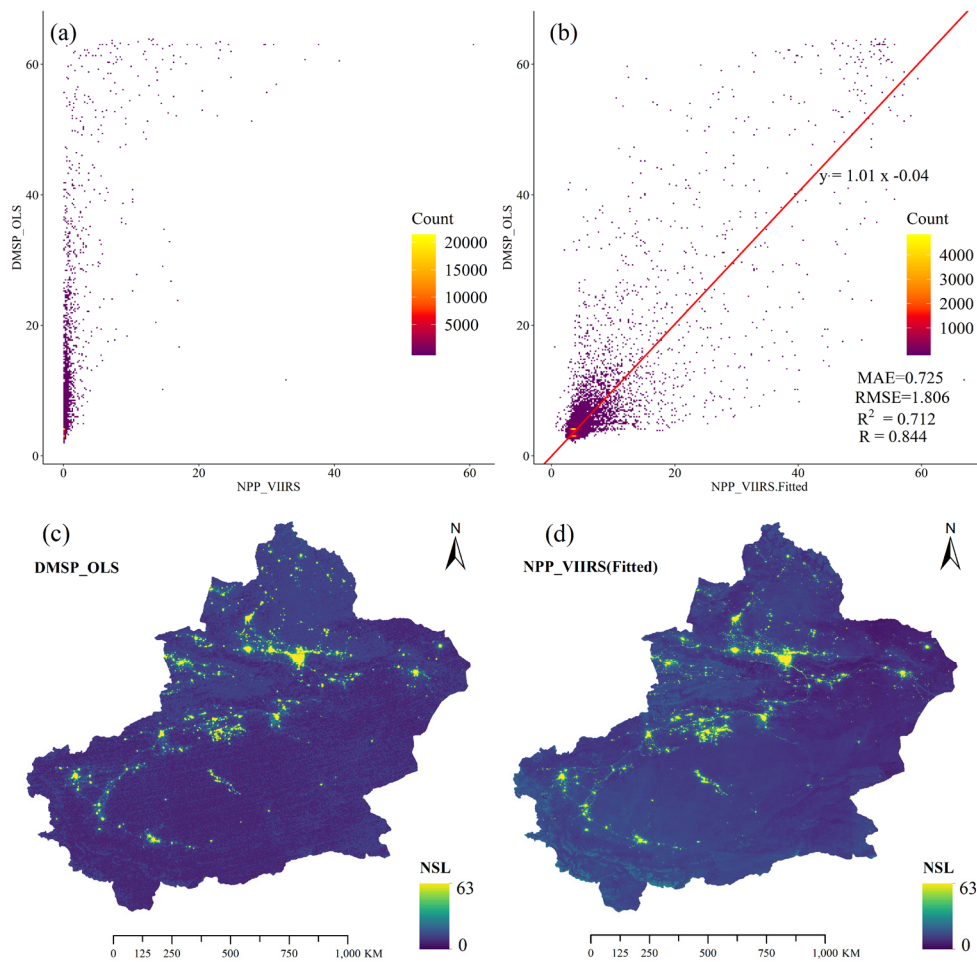 (a)
60
40
20
0
DMSP_OLS
0
20
40
60
NPP_VIIRS
Count
20000
15000
10000
5000
(b)
60
40
20
0
DMSP_OLS
0
20
40
60
NPP_VIIRS.Fitted
y = 1.01 x -0.04
Count
4000
3000
2000
1000
MAE=0.725
RMSE=1.806
R² = 0.712
R = 0.844
(c)
DMSP_OLS
N
NSL
63
0
0 125 250 500 750 1,000 KM
(d)
NPP_VIIRS(Fitted)
N
NSL
63
0
0 125 250 500 750 1,000 KM